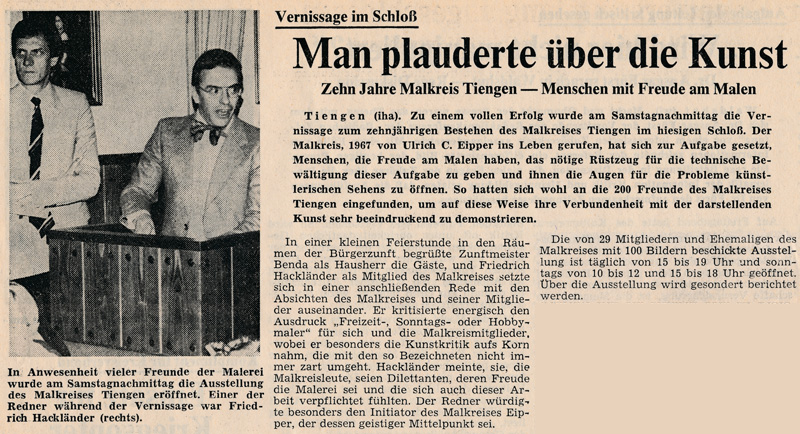 Vernissage im Schloß
Man plauderte über die Kunst
Zehn Jahre Malkreis Tiengen — Menschen mit Freude am Malen
Tiengen (iha). Zu einem vollen Erfolg wurde am Samstagnachmittag die Ver-
nissage zum zehnjährigen Bestehen des Malkreises Tiengen im hiesigen Schloß. Der
Malkreis, 1967 von Ulrich C. Eipper ins Leben gerufen, hat sich zur Aufgabe gesetzt,
Menschen, die Freude am Malen haben, das nötige Rüstzeug für die technische Be-
wältigung dieser Aufgabe zu geben und ihnen die Augen für die Probleme künst-
lerischen Sehens zu öffnen. So hatten sich wohl an die 200 Freunde des Malkreises
Tiengen eingefunden, um auf diese Weise ihre Verbundenheit mit der darstellenden
Kunst sehr beeindruckend zu demonstrieren.
In einer kleinen Feierstunde in den Räu-
men der Bürgerzunft begrüßte Zunftmeister
Benda als Hausherr die Gäste, und Friedrich
Hackländer als Mitglied des Malkreises setzte
sich in einer anschließenden Rede mit den
Absichten des Malkreises und seiner Mitglie-
der auseinander. Er kritisierte energisch den
Ausdruck „Freizeit-, Sonntags- oder Hobby-
maler“ für sich und die Malkreismitglieder,
wobei er besonders die Kunstkritik aufs Korn
nahm, die mit den so Bezeichneten nicht im-
mer zart umgeht. Hackländer meinte, sie, die
Malkreisleute, seien Dilettanten, deren Freude
die Malerei sei und die sich auch dieser Ar-
beit verpflichtet fühlten. Der Redner würdig-
te besonders den Initiator des Malkreises Eip-
per, der dessen geistiger Mittelpunkt sei.
Die von 29 Mitgliedern und Ehemaligen des
Malkreises mit 100 Bildern beschickte Ausstel-
lung ist täglich von 15 bis 19 Uhr und sonn-
tags von 10 bis 12 und 15 bis 18 Uhr geöffnet.
Über die Ausstellung wird gesondert berichtet
werden.
In Anwesenheit vieler Freunde der Malerei
wurde am Samstagnachmittag die Ausstellung
des Malkreises Tiengen eröffnet. Einer der
Redner während der Vernissage war Fried-
rich Hackländer (rechts).